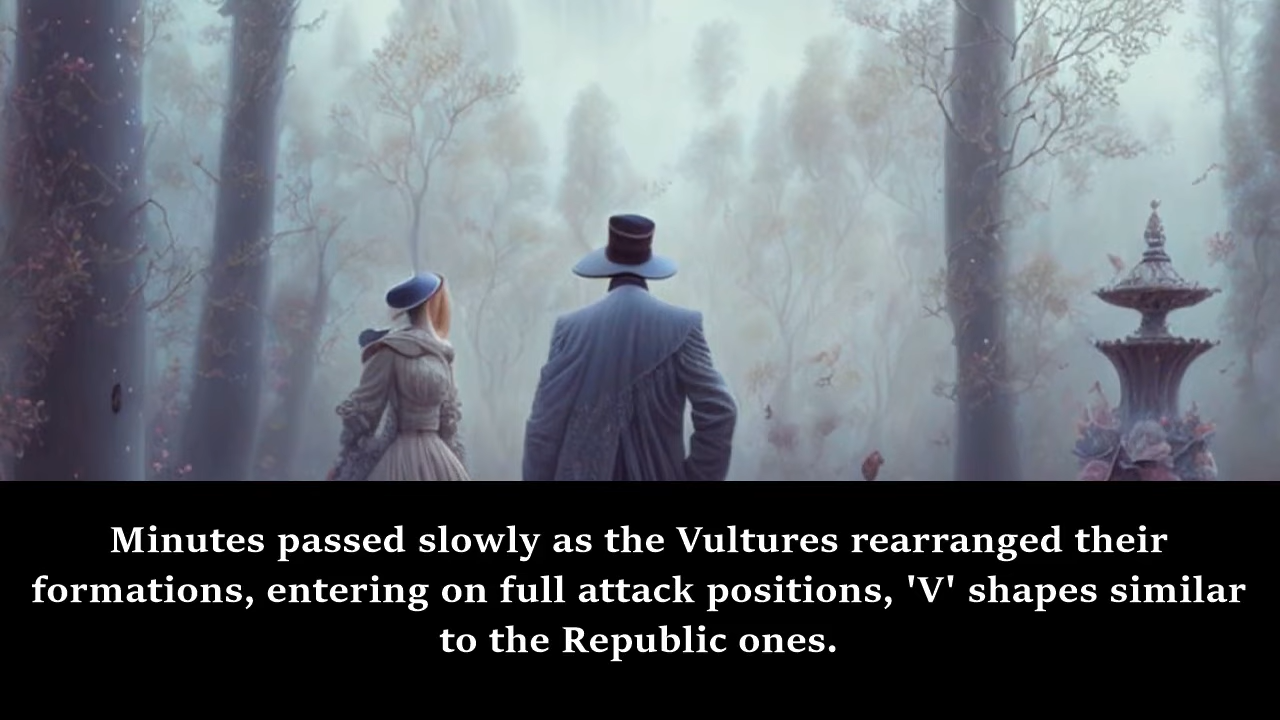 Minutes passed slowly as the Vultures rearranged their
formations, entering on full attack positions, 'V' shapes similar
to the Republic ones.